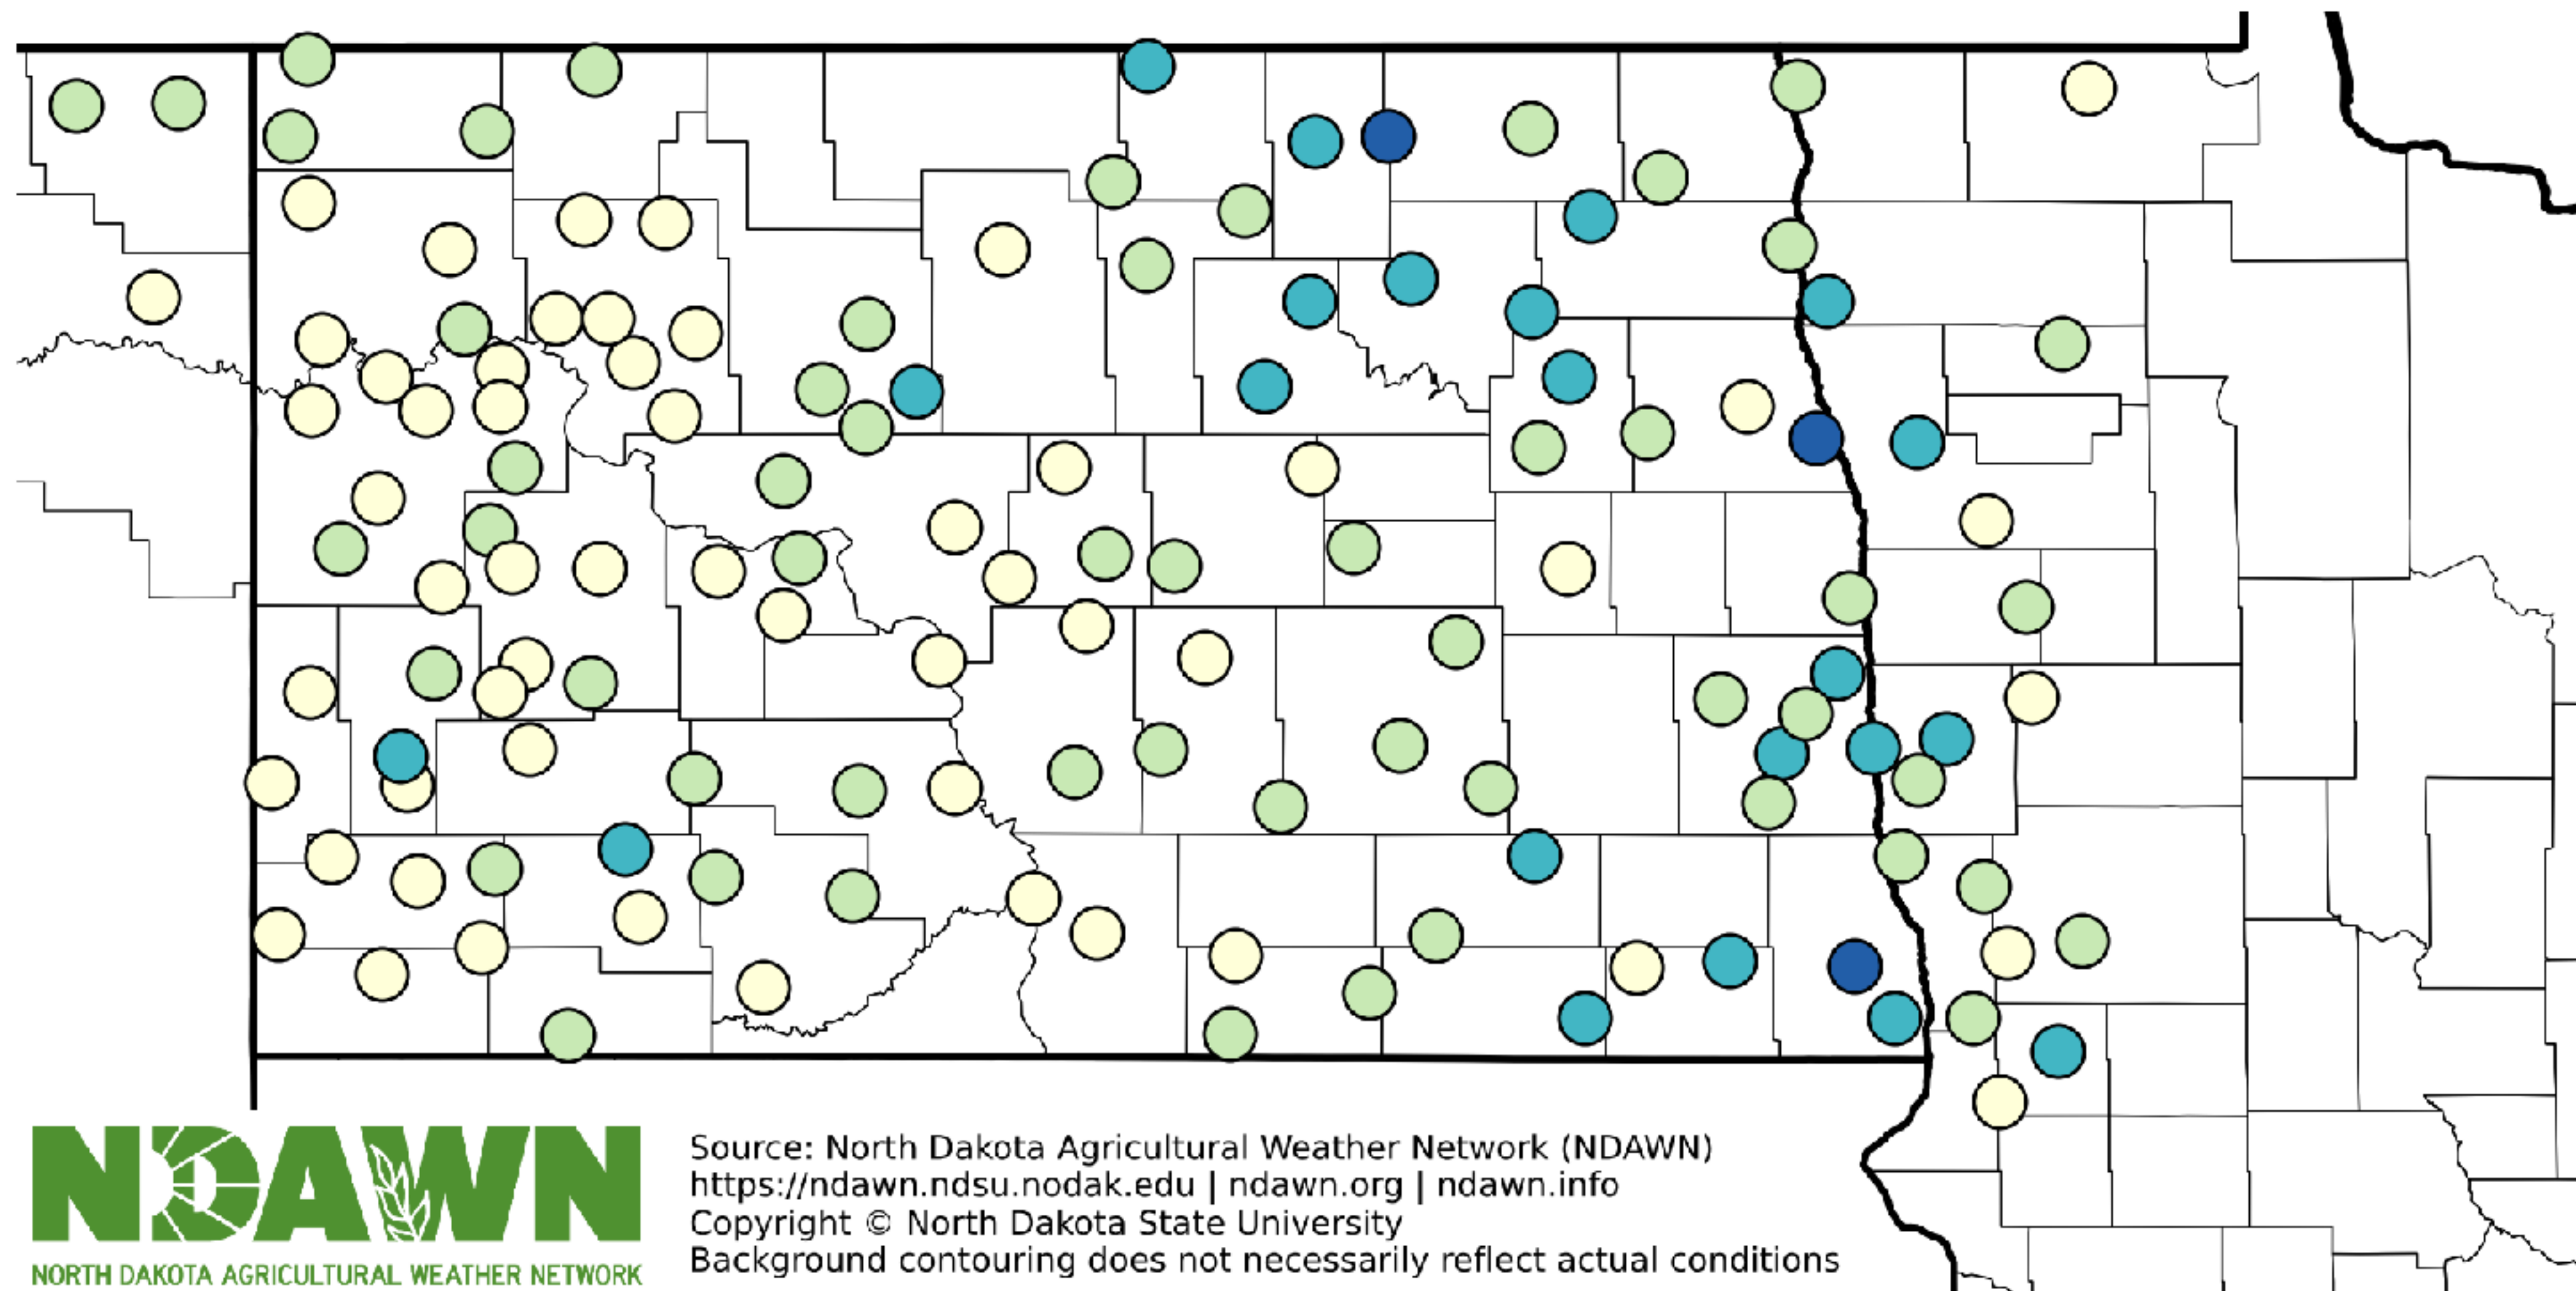 NDAWN
NORTH DAKOTA AGRICULTURAL WEATHER NETWORK
Source: North Dakota Agricultural Weather Network (NDAWN)
https://ndawn.ndsu.nodak.edu | ndawn.org | ndawn.info
Copyright © North Dakota State University
Background contouring does not necessarily reflect actual conditions